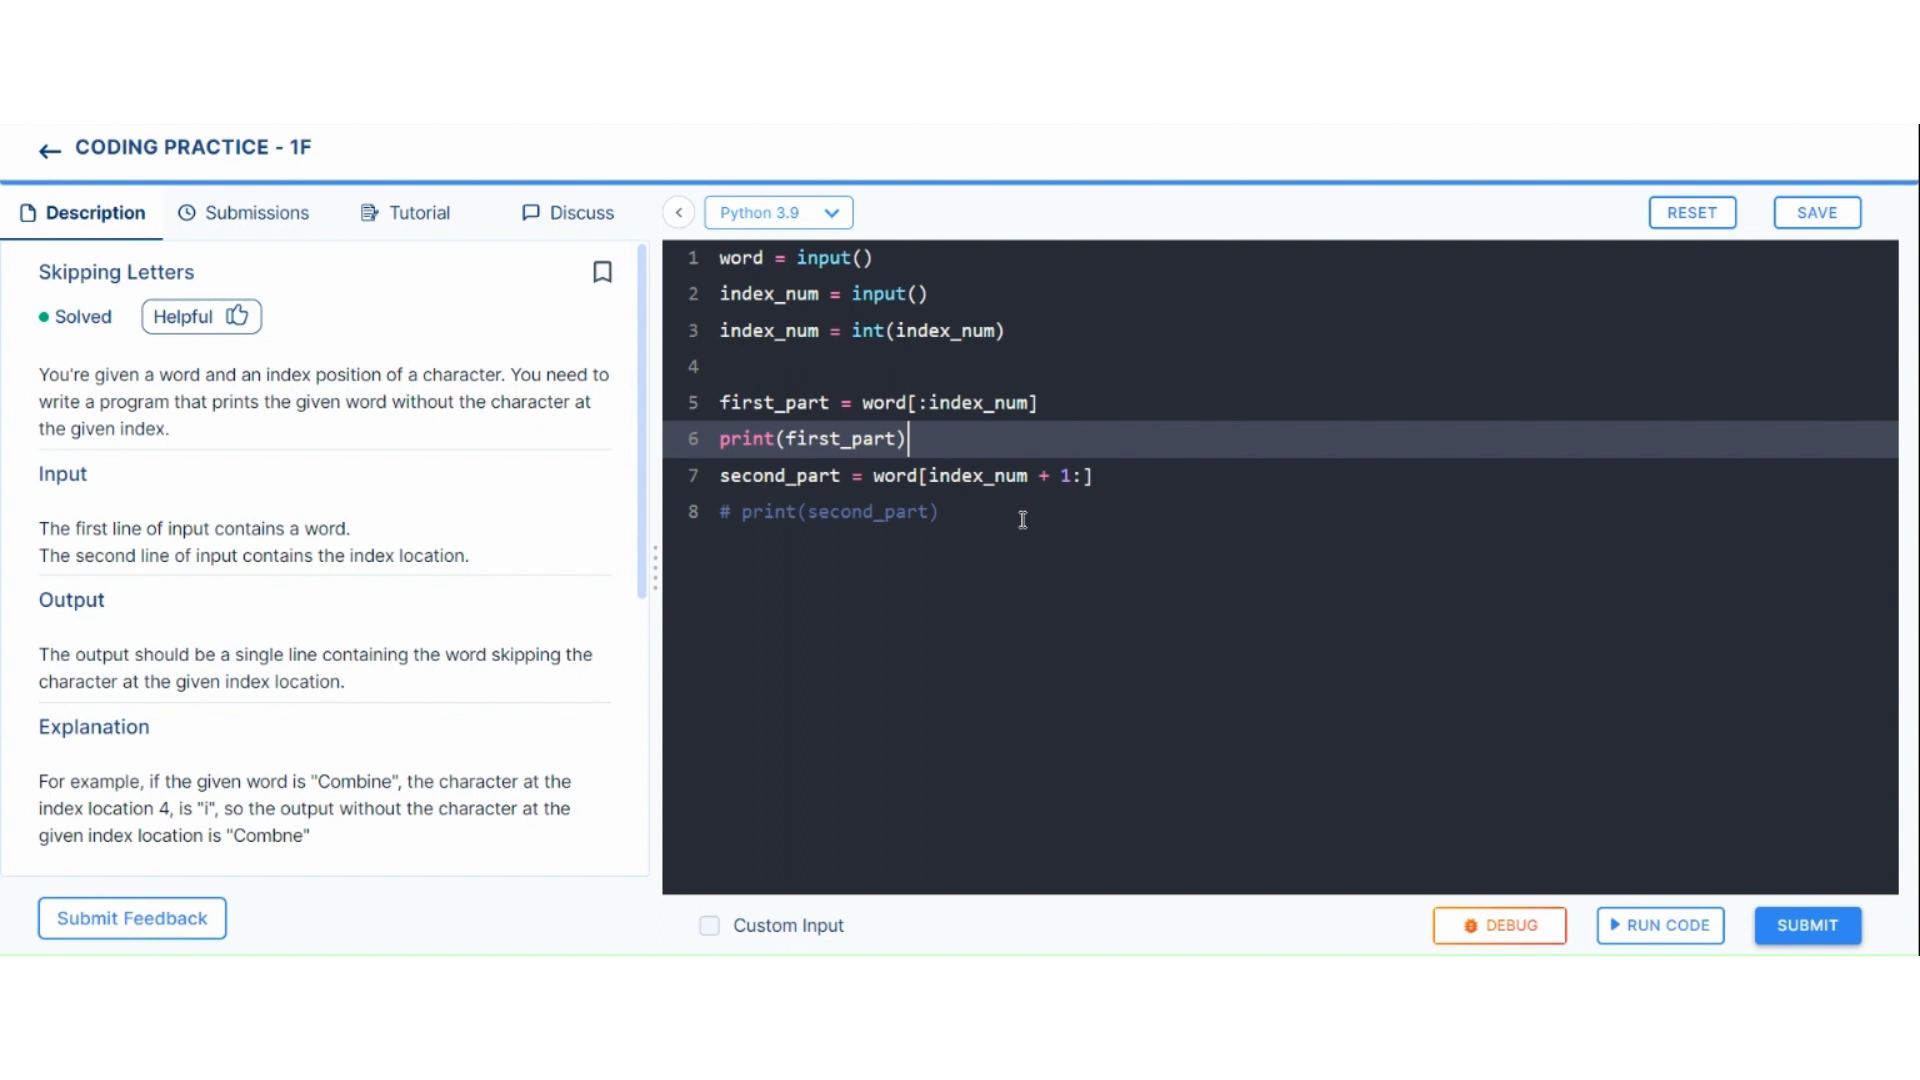 CODING PRACTICE - 1F
Description Submissions Tutorial Discuss Python 3.9 RESET SAVE
Skipping Letters
Solved Helpful
You're given a word and an index position of a character. You need to
write a program that prints the given word without the character at
the given index.
Input
The first line of input contains a word.
The second line of input contains the index location.
Output
The output should be a single line containing the word skipping the
character at the given index location.
Explanation
For example, if the given word is "Combine", the character at the
index location 4, is "i", so the output without the character at the
given index location is "Combne"
Submit Feedback
1 word = input()
2 index_num = input()
3 index_num = int(index_num)
4
5 first_part = word[:index_num]
6 print(first_part)
7 second_part = word[index_num + 1:]
8 # print(second_part)
Custom Input DEBUG RUN CODE SUBMIT